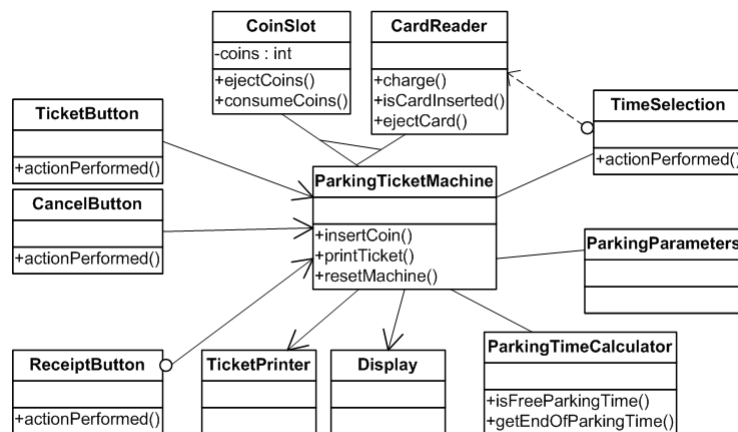 CoinSlot
-coins : int
+ejectCoins()
+consumeCoins()
CardReader
+charge()
+isCardInserted()
+ejectCard()
TicketButton
+actionPerformed()
TimeSelection
+actionPerformed()
ParkingTicketMachine
+insertCoin()
+printTicket()
+resetMachine()
CancelButton
+actionPerformed()
ParkingParameters
ReceiptButton
+actionPerformed()
TicketPrinter
Display
ParkingTimeCalculator
+isFreeParkingTime()
+getEndOfParkingTime()